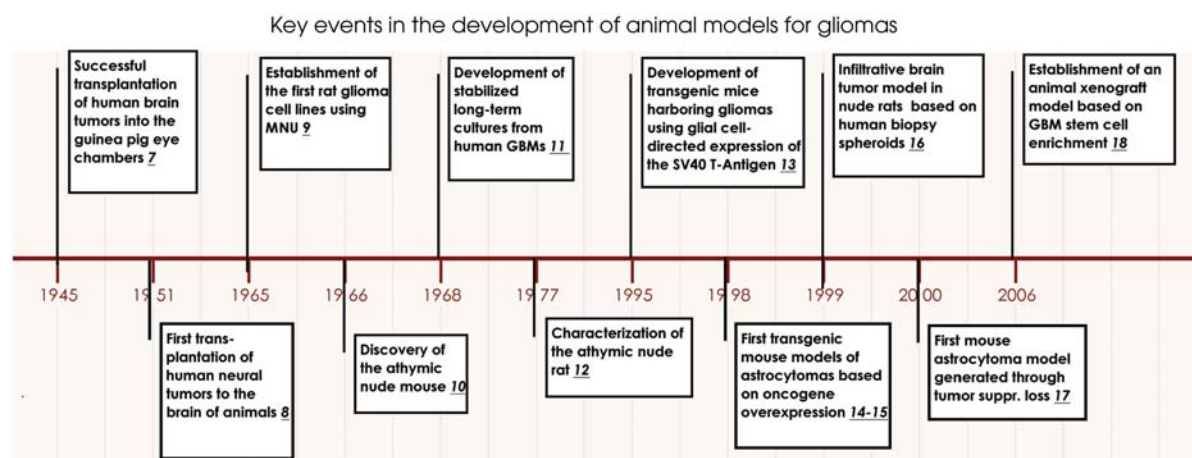 Key events in the development of animal models for gliomas
Successful
transplantation
of human brain
tumors into the
guinea pig eye
chambers 7
Establishment of
the first rat glioma
cell lines using
MNU 9
Development of
stabilized
long-term
cultures from
human GBMs 11
Development of
transgenic mice
harboring gliomas
using glial cell-
directed expression of
the SV40 T-Antigen 13
Infiltrative brain
tumor model in
nude rats based on
human biopsy
spheroids 16
Establishment of an
animal xenograft
model based on
GBM stem cell
enrichment 18
1945 1951 1965 1966 1968 1977 1995 1998 1999 2000 2006
First trans-
plantation of
human neural
tumors to the
brain of animals 8
Discovery of
the athymic
nude mouse 10
Characterization of
the athymic nude
rat 12
First transgenic
mouse models of
astrocytomas based
on oncogene
overexpression 14-15
First mouse
astrocytoma model
generated through
tumor suppr. loss 17